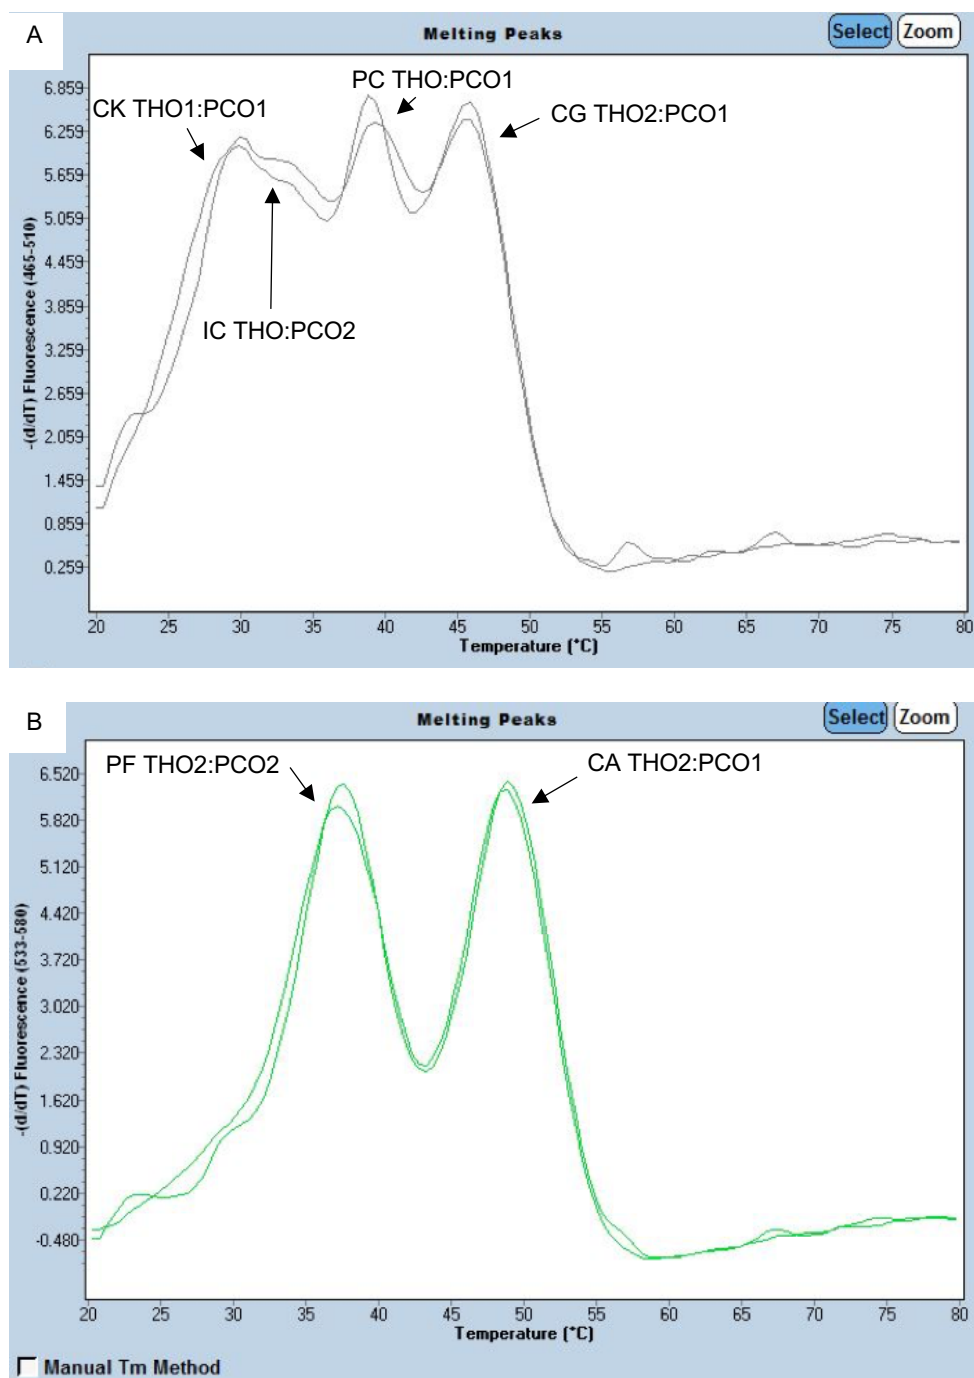 A
Melting Peaks
Select Zoom
PC THO:PCO1
CK THO1:PCO1
CG THO2:PCO1
IC THO:PCO2
-(d/dT) Fluorescence (465-510)
6.859
6.259
5.659
5.059
4.459
3.859
3.259
2.659
2.059
1.459
0.859
0.259
20 25 30 35 40 45 50 55 60 65 70 75 80
Temperature (°C)
B
Melting Peaks
Select Zoom
PF THO2:PCO2
CA THO2:PCO1
-(d/dT) Fluorescence (533-580)
6.520
5.820
5.120
4.420
3.720
3.020
2.320
1.620
0.920
0.220
-0.480
20 25 30 35 40 45 50 55 60 65 70 75 80
Temperature (°C)
Manual Tm Method